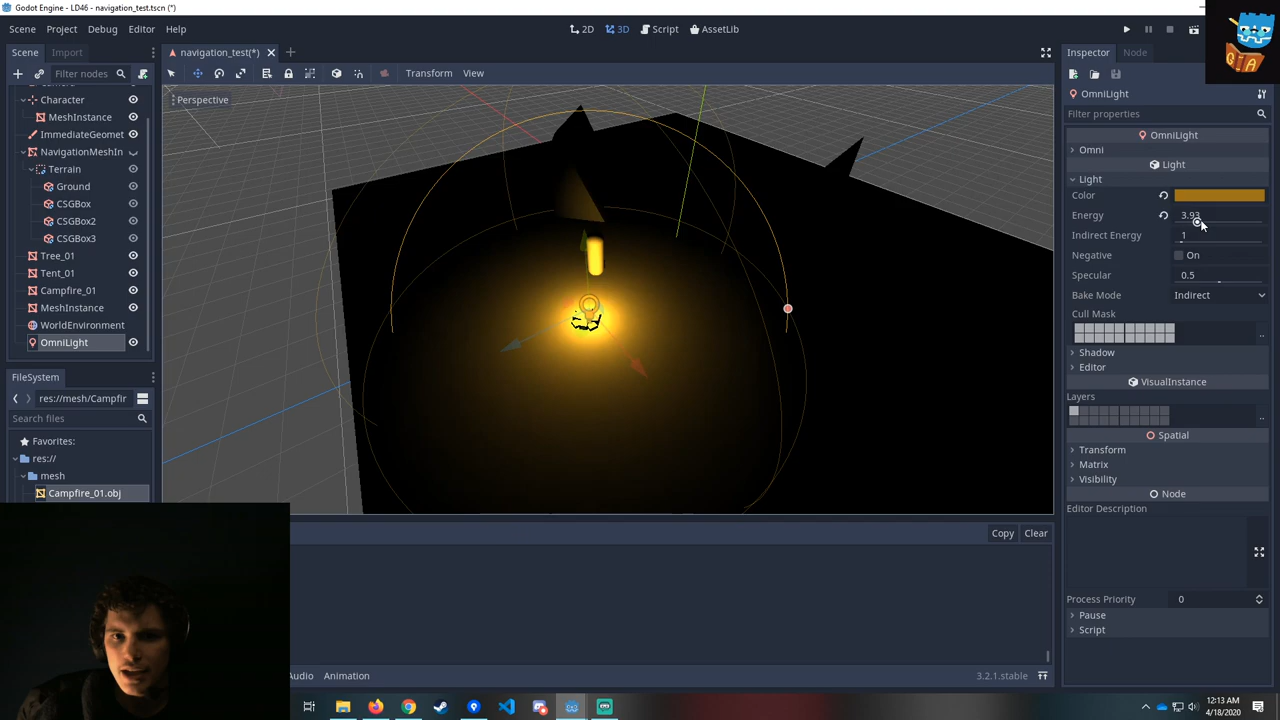 Godot Engine - LD46 - navigation_test.tscn (*)
Scene Project Debug Editor Help
2D 3D Script AssetLib
Scene Import
navigation_test(*)
Inspector Node
Filter nodes
Transform View
OmniLight
Perspective
Filter properties
Character
MeshInstance
ImmediateGeomet
NavigationMeshIn
Terrain
Ground
CSGBox
CSGBox2
CSGBox3
Tree_01
Tent_01
Campfire_01
MeshInstance
WorldEnvironment
OmniLight
OmniLight
Omni
Light
Light
Color
Energy 3.93
Indirect Energy 1
Negative On
Specular 0.5
Bake Mode Indirect
Cull Mask
Shadow
Editor
VisualInstance
Layers
Spatial
Transform
Matrix
Visibility
Node
Editor Description
Process Priority 0
Pause
Script
FileSystem
res://mesh/Campfir
Search files
Favorites:
res://
mesh
Campfire_01.obj
Copy Clear
Audio Animation
3.2.1.stable
12:13 AM
4/18/2020